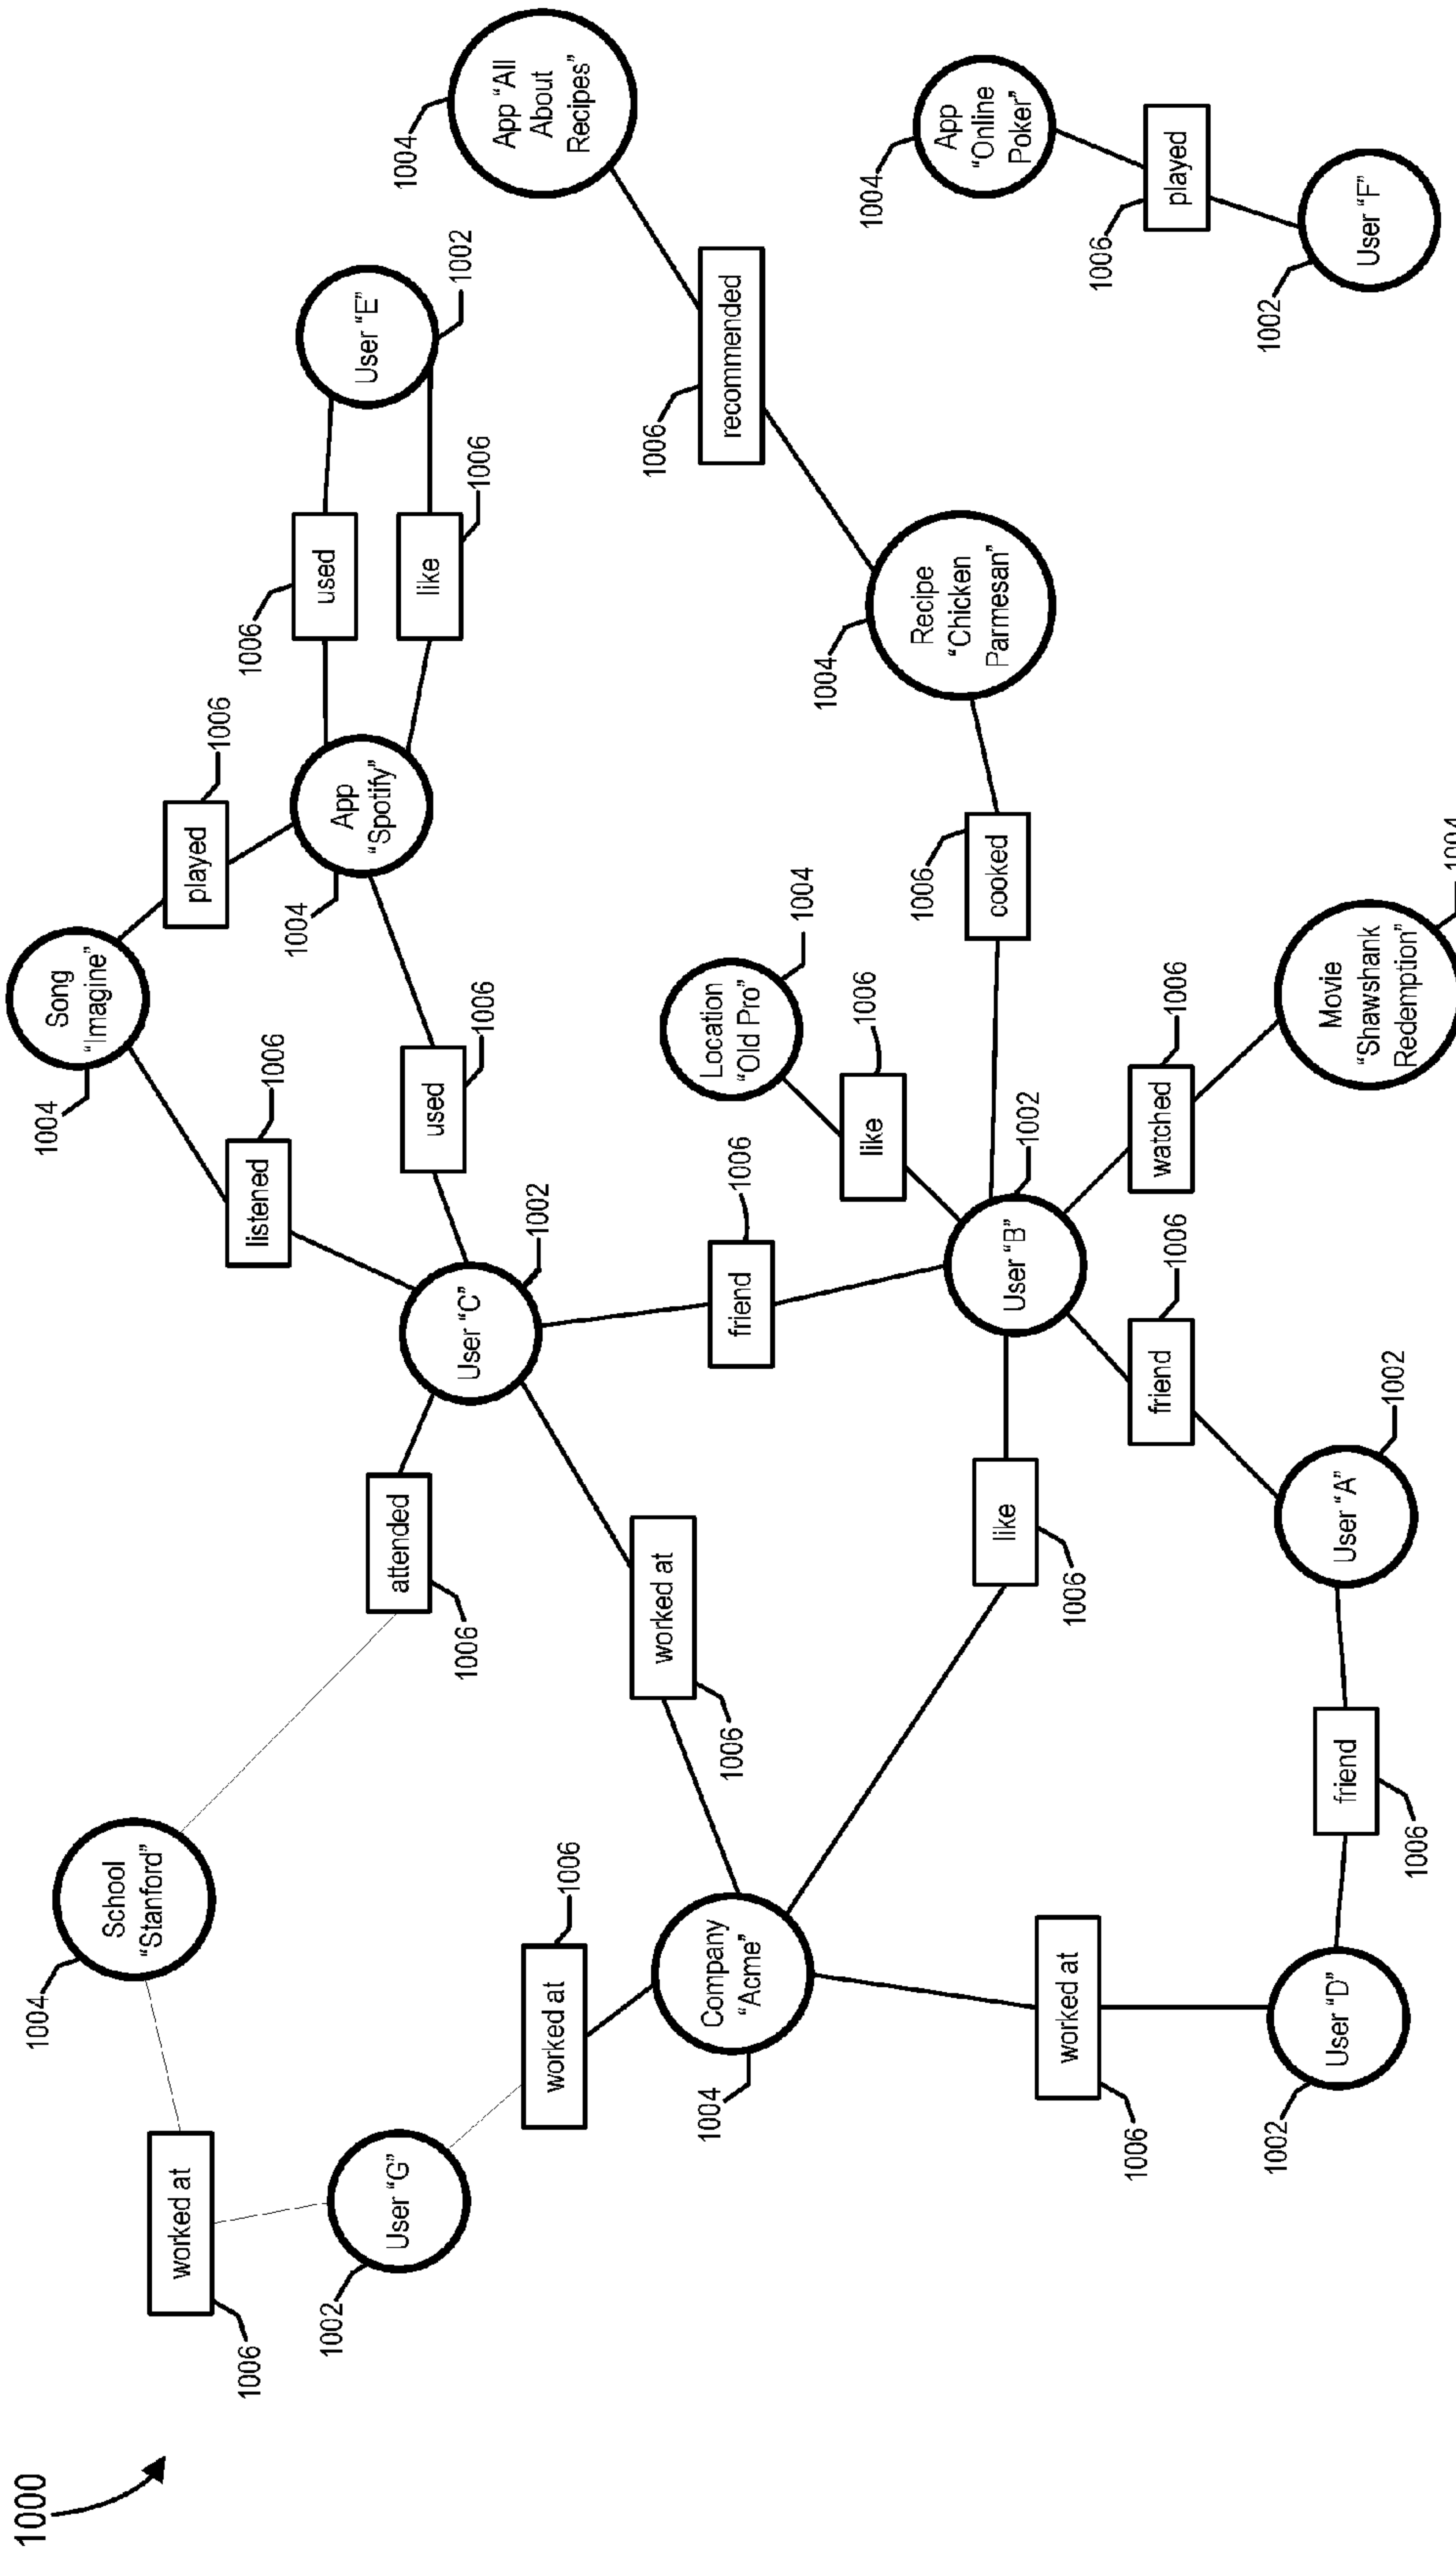 1000
1004
1004
Song
"Imagine"
School
"Stanford"
worked at
played
1006
1006
listened
1006
1006
1004
used
1002
App
"Spotify"
User "E"
User "G"
attended
1004
like
used
1002
1006
User "C"
1006
1006
App "All
About
Recipes"
1002
worked at
1006
1006
worked at
1004
Company
"Acme"
Location
"Old Pro"
recommended
1006
friend
1006
1004
1004
like
1006
1004
Recipe
"Chicken
Parmesan"
1006
App
"Online
Poker"
cooked
like
User "B"
1002
worked at
1006
1006
1006
friend
watched
1006
1006
played
1002
1002
Movie
"Shawshank
Redemption"
User "D"
friend
User "A"
User "F"
1002
1006